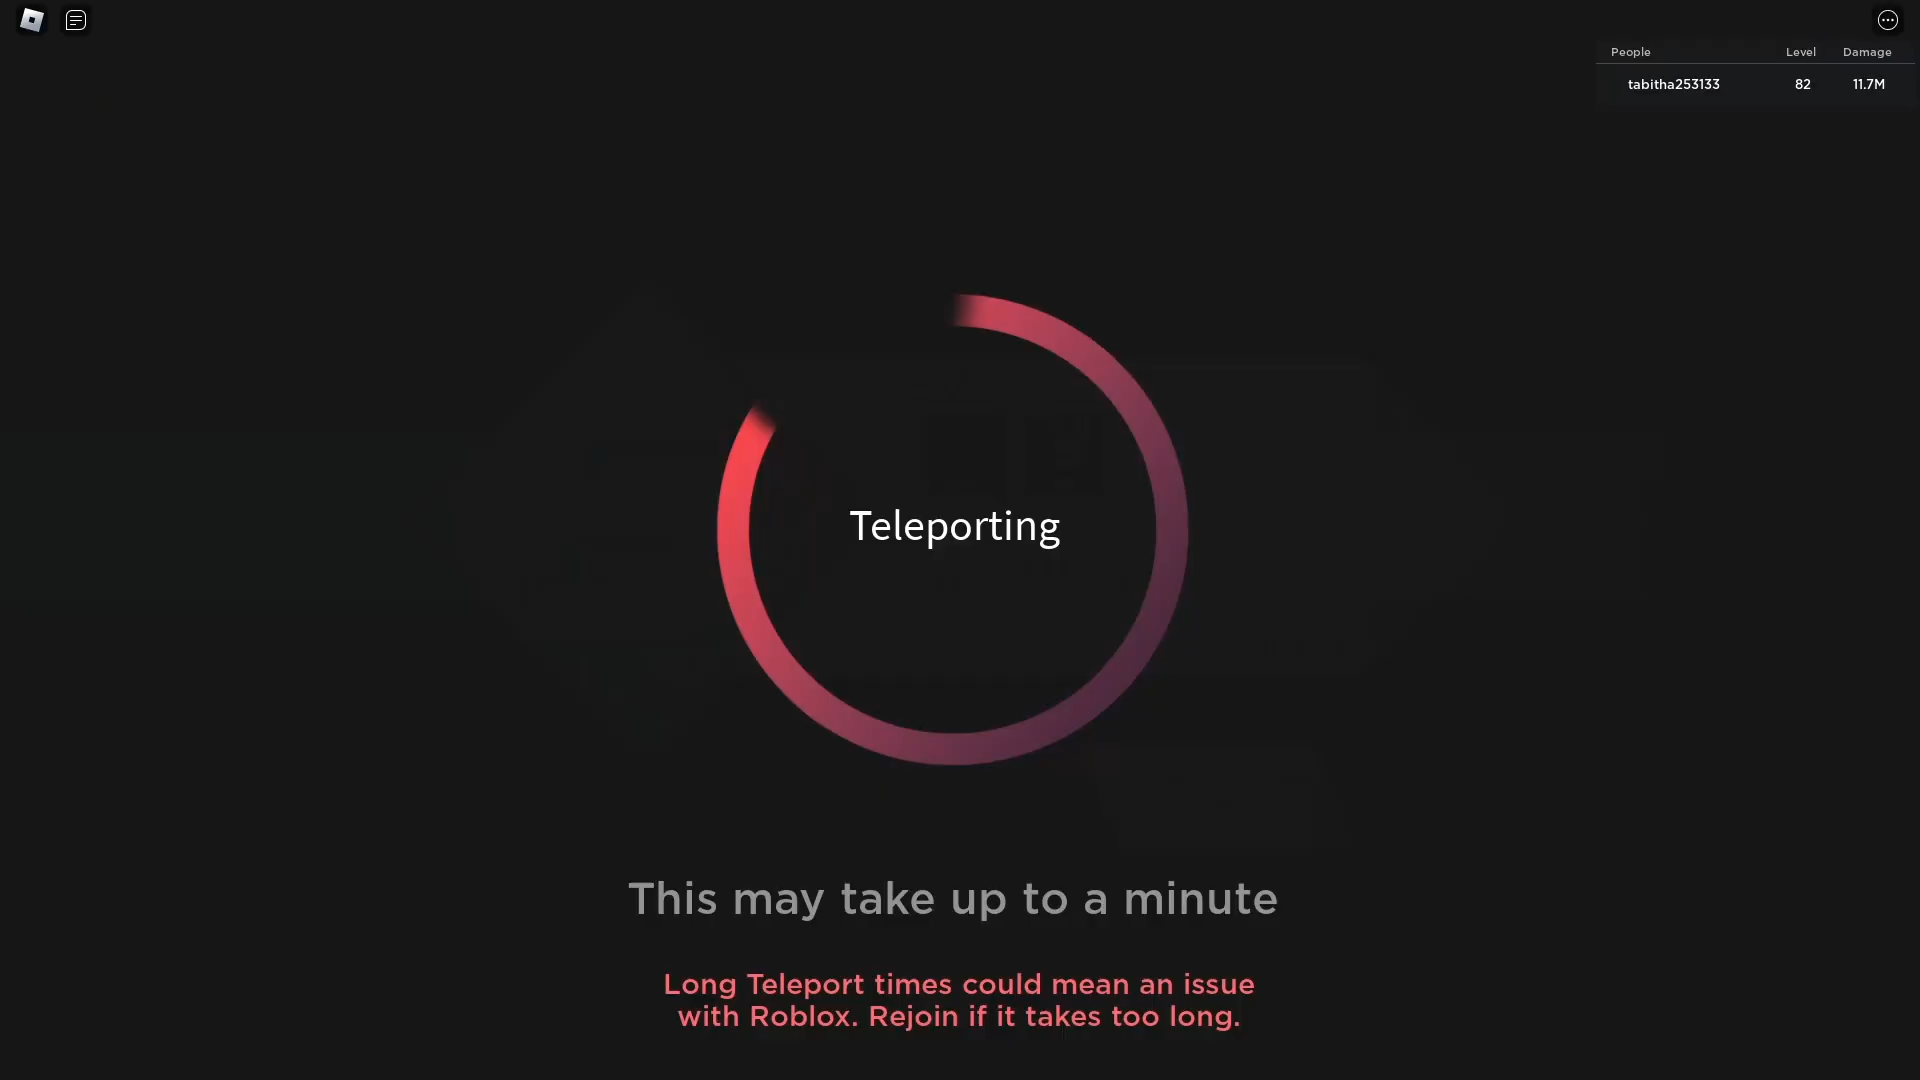 People Level Damage
tabitha253133 82 11.7M
Teleporting
This may take up to a minute
Long Teleport times could mean an issue
with Roblox. Rejoin if it takes too long.